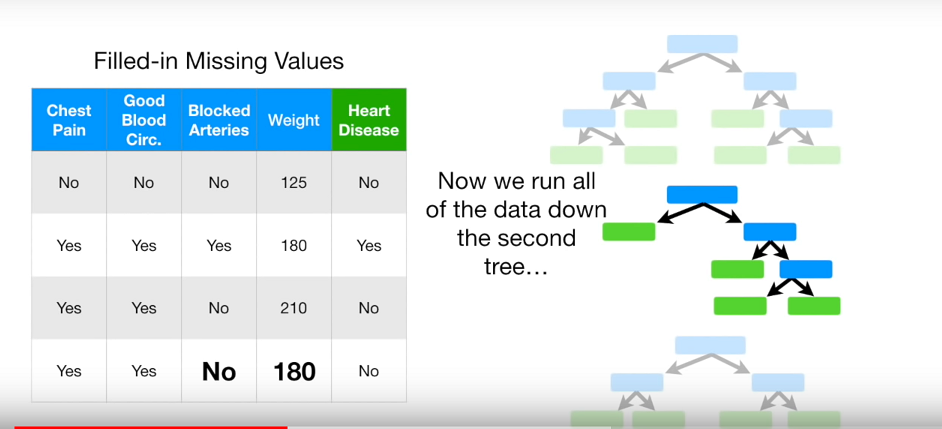 Filled-in Missing Values
Chest Pain Good Blood Circ. Blocked Arteries Weight Heart Disease
No No No 125 No
Yes Yes Yes 180 Yes
Yes Yes No 210 No
Yes Yes No 180 No
Now we run all
of the data down
the second
tree...